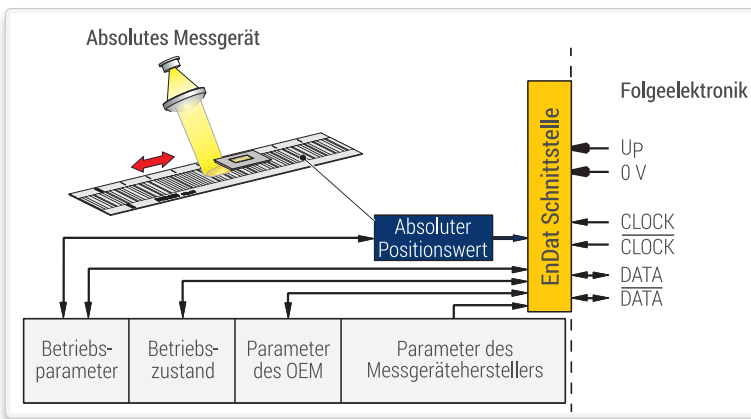 Absolutes Messgerät
Folgeelektronik
EnDat Schnittstelle
UP
0 V
CLOCK
CLOCK
DATA
DATA
Absoluter
Positionswert
Betriebs-
parameter
Betriebs-
zustand
Parameter
des OEM
Parameter des
Messgeräteherstellers